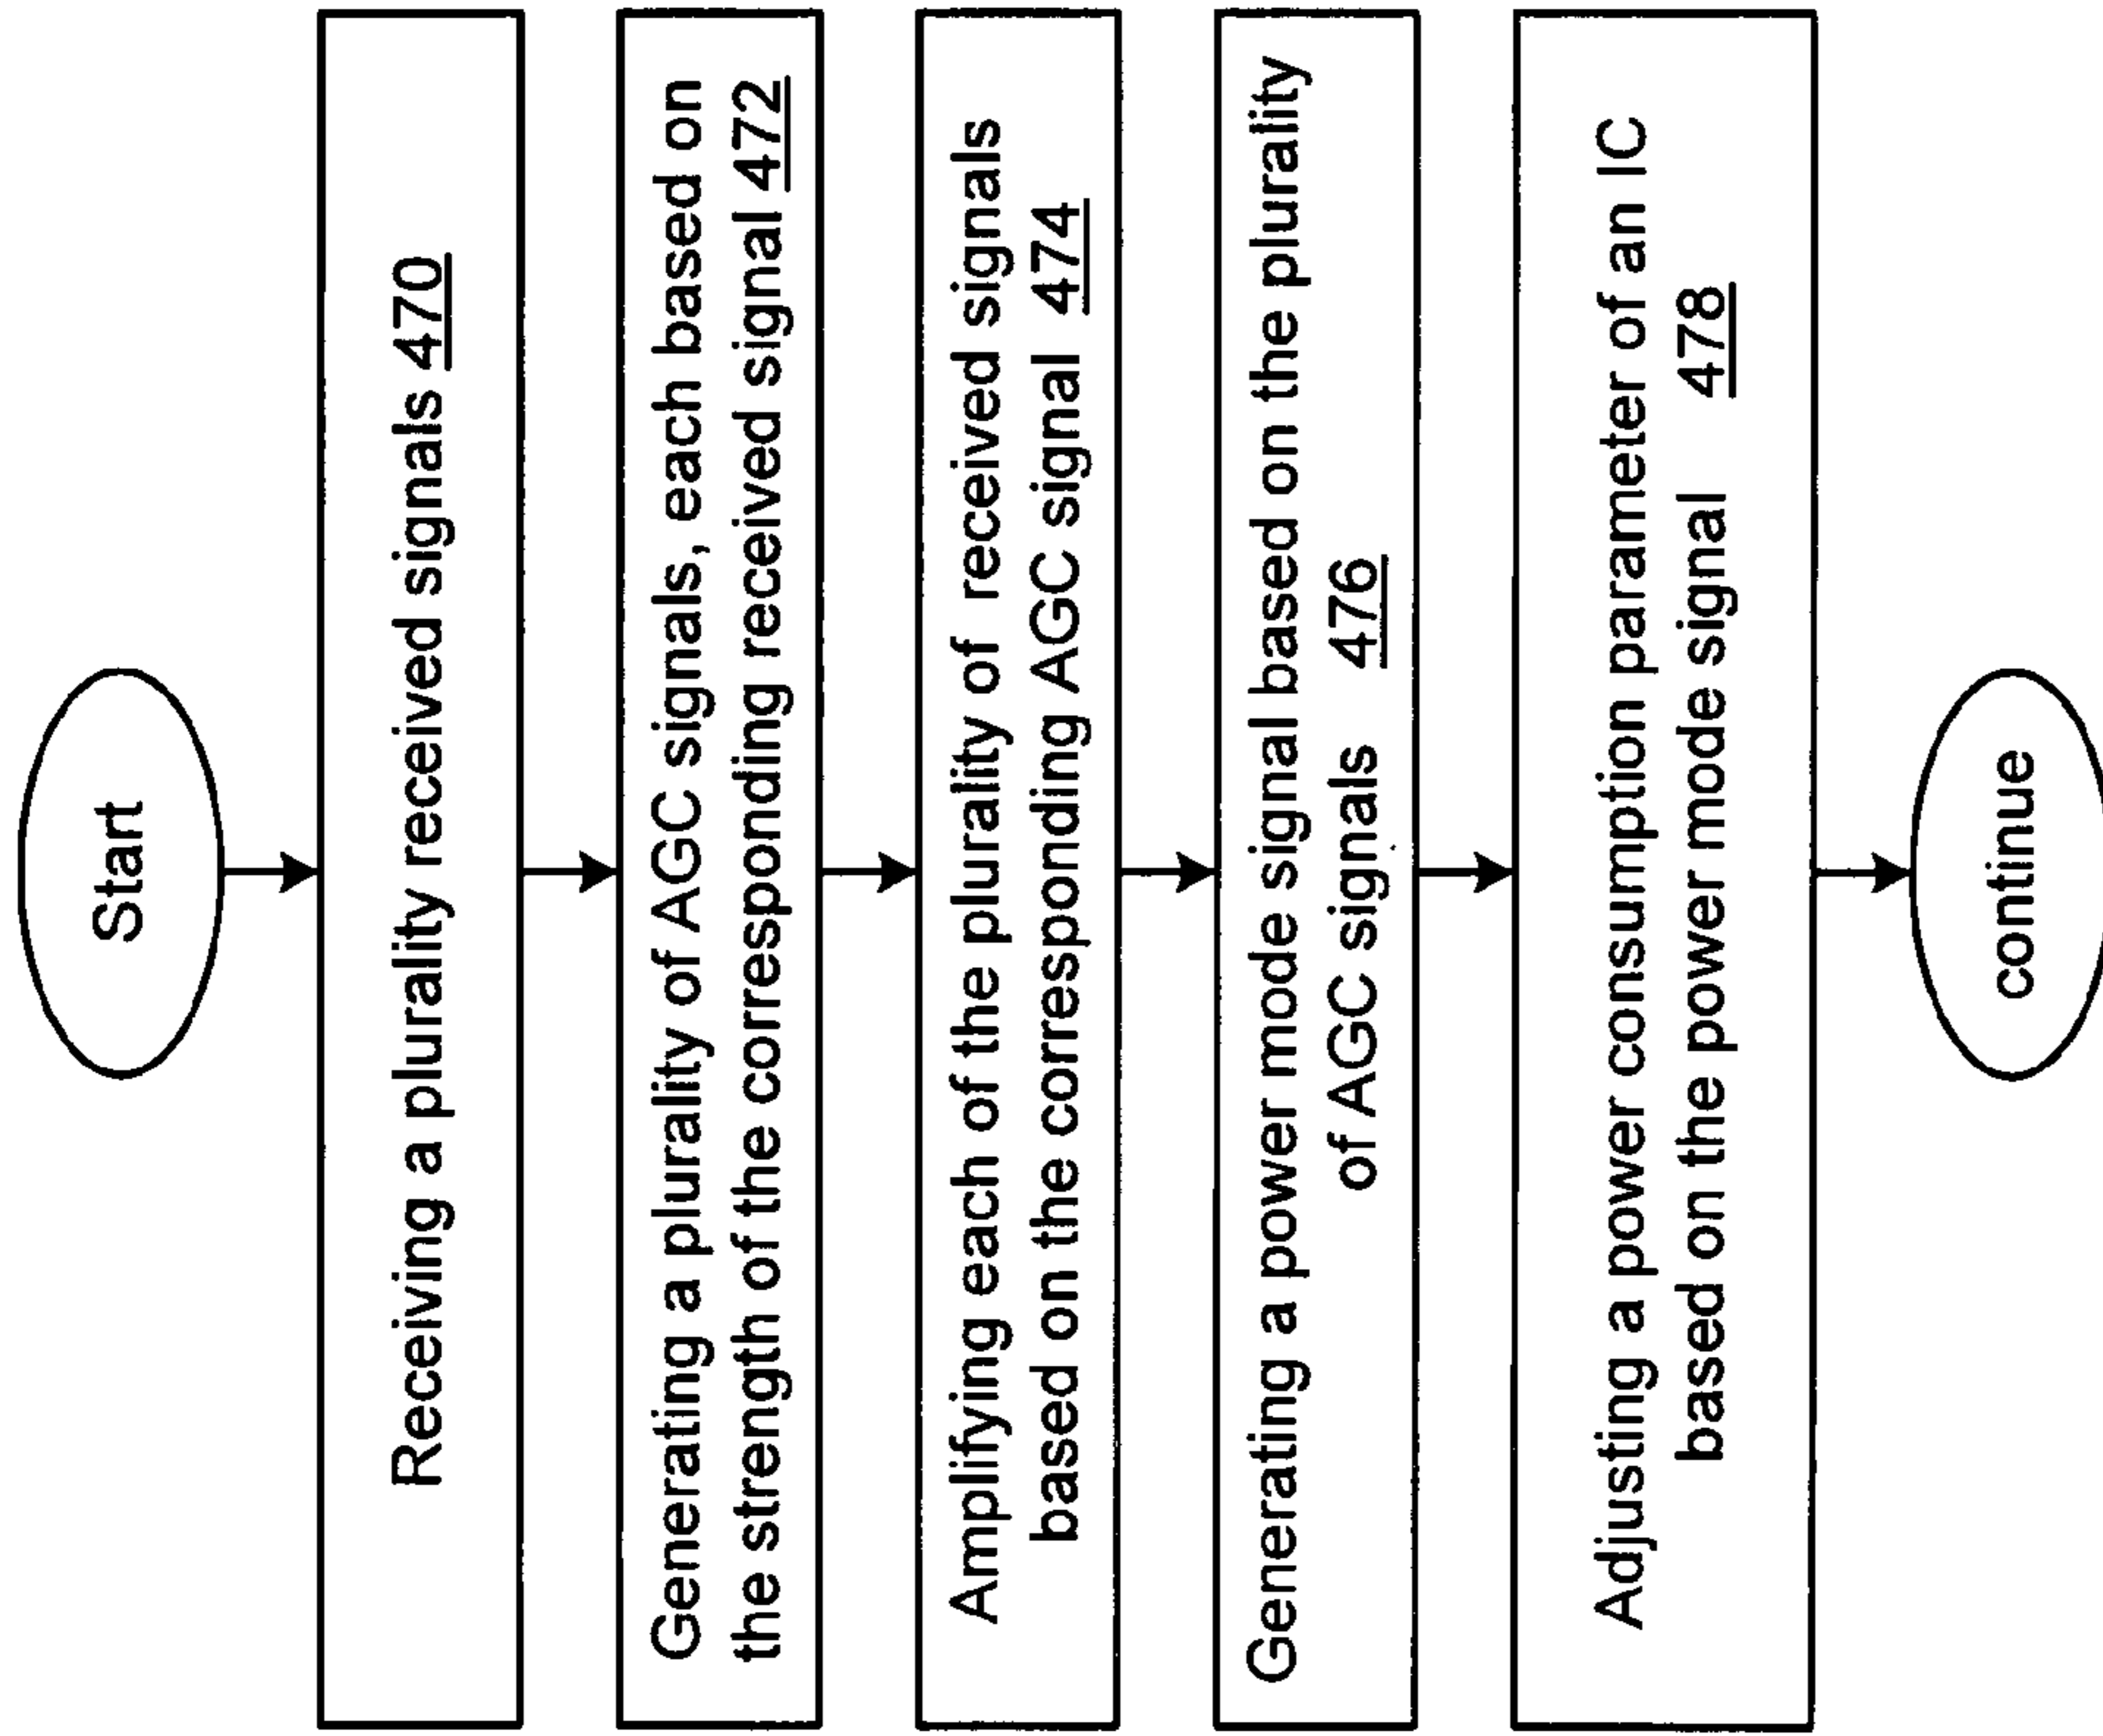 Start
Receiving a plurality received signals 470
Generating a plurality of AGC signals, each based on
the strength of the corresponding received signal 472
Amplifying each of the plurality of received signals
based on the corresponding AGC signal 474
Generating a power mode signal based on the plurality
of AGC signals 476
Adjusting a power consumption parameter of an IC
based on the power mode signal 478
continue